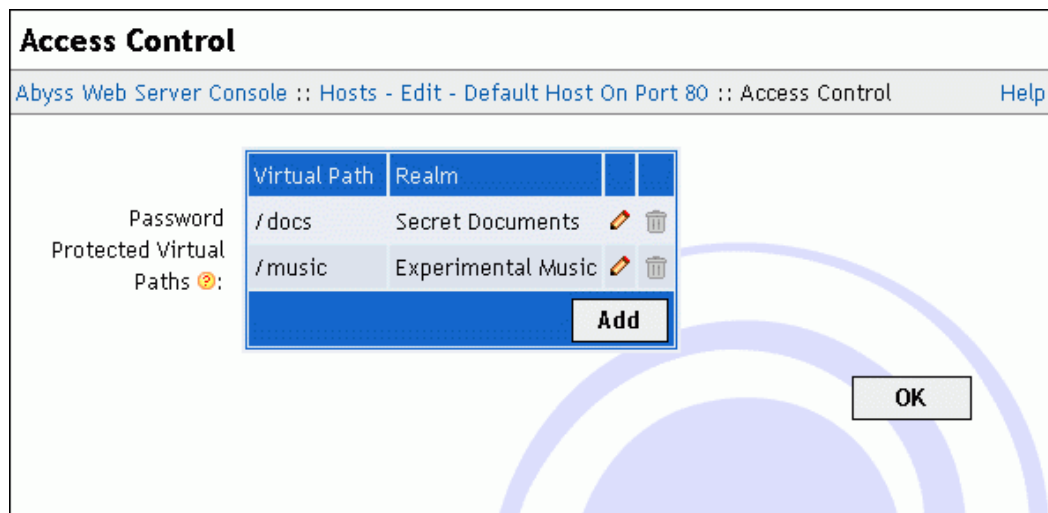 Access Control
Abyss Web Server Console :: Hosts - Edit - Default Host On Port 80 :: Access Control Help
Password Protected Virtual Paths ?:
Virtual Path Realm
/docs Secret Documents
/music Experimental Music
Add
OK